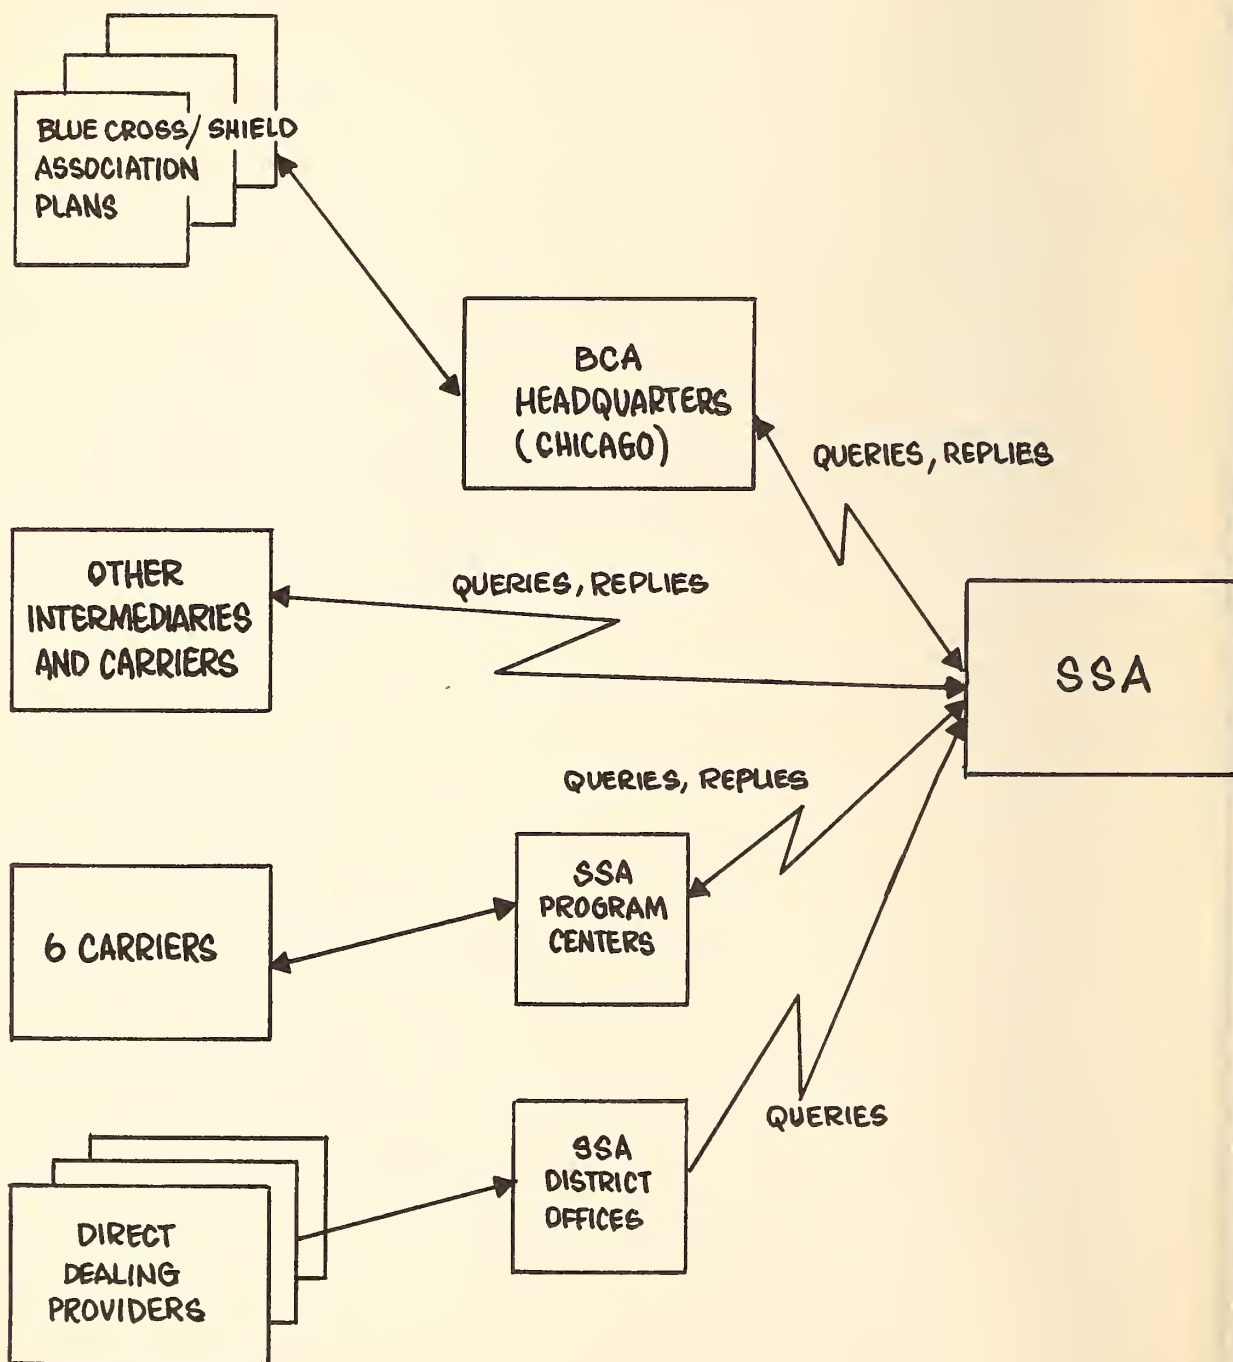 BLUE CROSS/SHIELD
ASSOCIATION
PLANS
BCA
HEADQUARTERS
(CHICAGO)
QUERIES, REPLIES
OTHER
INTERMEDIARIES
AND CARRIERS
QUERIES, REPLIES
SSA
QUERIES, REPLIES
6 CARRIERS
SSA
PROGRAM
CENTERS
QUERIES
SSA
DISTRICT
OFFICES
DIRECT
DEALING
PROVIDERS